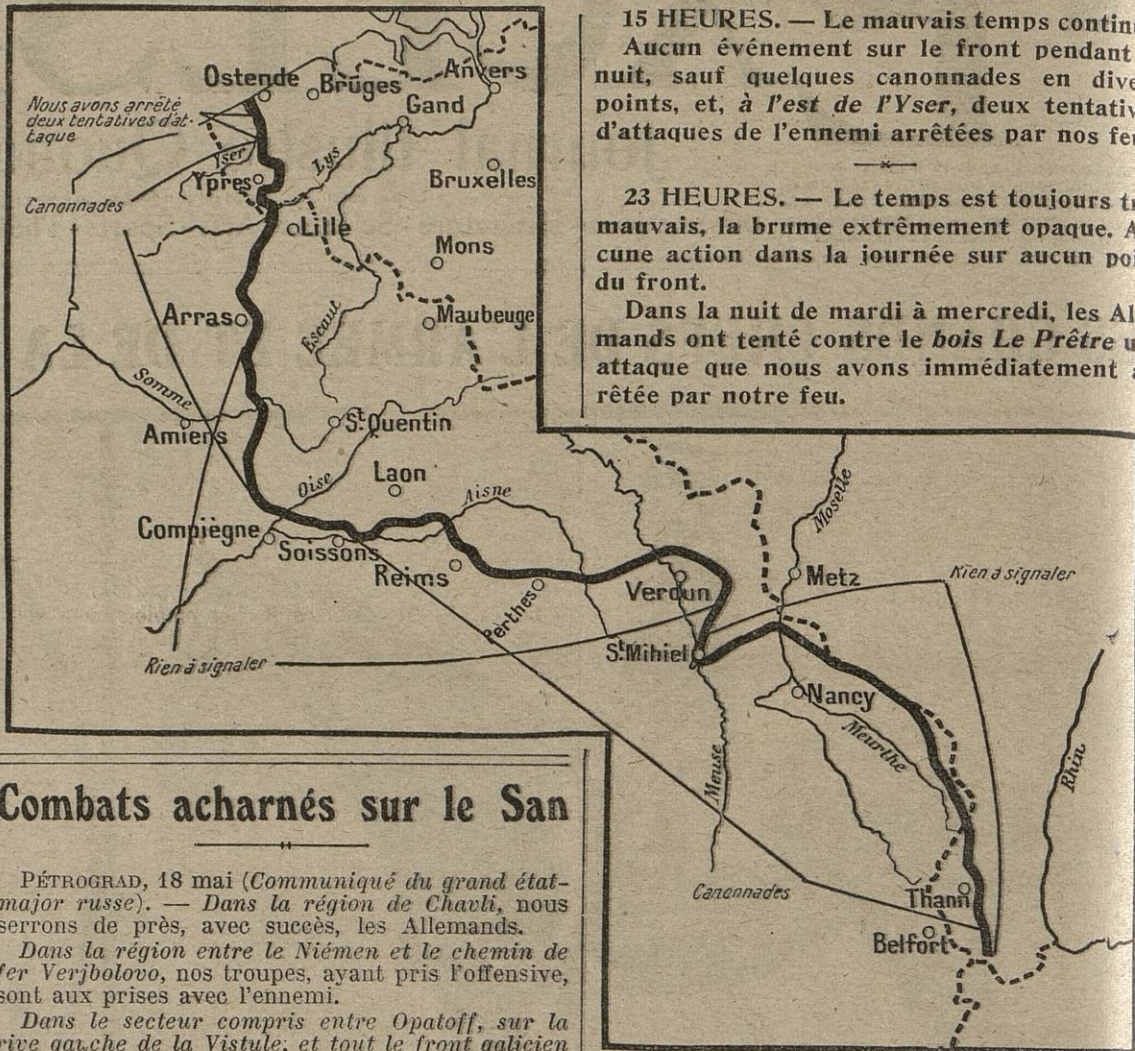 15 HEURES. — Le mauvais temps contin
Aucun événement sur le front pendant
nuit, sauf quelques canonnades en dive
points, et, à l'est de l'Yser, deux tentativ
d'attaques de l'ennemi arrêtées par nos feu
23 HEURES. — Le temps est toujours tr
mauvais, la brume extrêmement opaque. A
cune action dans la journée sur aucun poi
du front.
Dans la nuit de mardi à mercredi, les Al
mands ont tenté contre le bois Le Prêtre u
attaque que nous avons immédiatement a
rêtée par notre feu.
Ostende
Bruges
Anvers
Gand
Nous avons arrêté
deux tentatives d'at-
taque
Yser
Lys
Ypres
Bruxelles
Canonnades
Lille
Mons
Arras
Maubeuge
Escaut
Somme
Amiens
St Quentin
Oise
Laon
Aisne
Moselle
Compiègne
Soissons
Reims
Perthes
Verdun
Metz
Rien à signaler
Rien à signaler
St Mihiel
Nancy
Meurthe
Meuse
Rhin
Canonnades
Thann
Belfort
Combats acharnés sur le San
PÉTROGRAD, 18 mai (Communiqué du grand état-
major russe). — Dans la région de Chavli, nous
serrons de près, avec succès, les Allemands.
Dans la région entre le Niémen et le chemin de
fer Verjbolovo, nos troupes, ayant pris l'offensive,
sont aux prises avec l'ennemi.
Dans le secteur compris entre Opatoff, sur la
rive gauche de la Vistule, et tout le front galicien